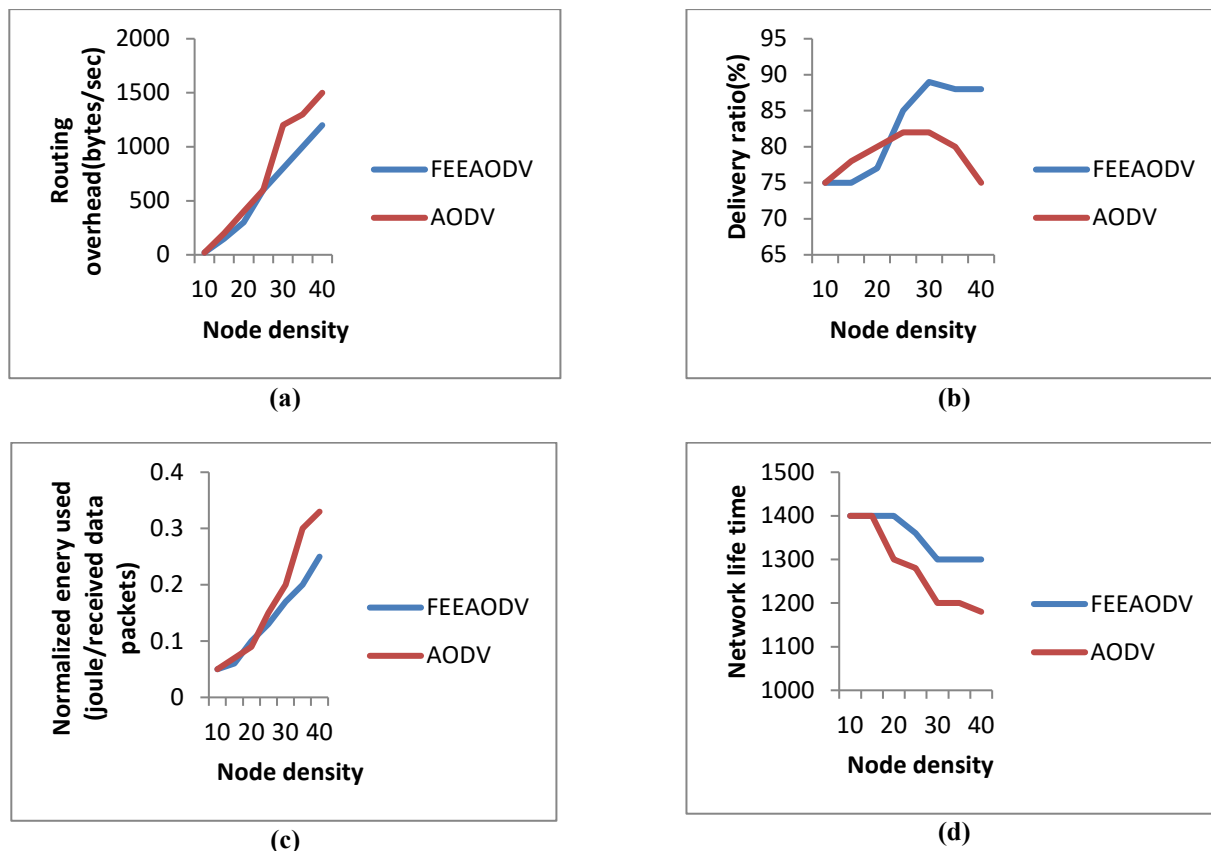 2000
1500
1000
500
0
Routing
overhead(bytes/sec)
10 20 30 40
Node density
FEEAODV
AODV
(a)
95
90
85
80
75
70
65
Delivery ratio(%)
10 20 30 40
Node density
FEEAODV
AODV
(b)
0.4
0.3
0.2
0.1
0
Normalized enery used
(joule/received data
packets)
10 20 30 40
Node density
FEEAODV
AODV
(c)
1500
1400
1300
1200
1100
1000
Network life time
10 20 30 40
Node density
FEEAODV
AODV
(d)